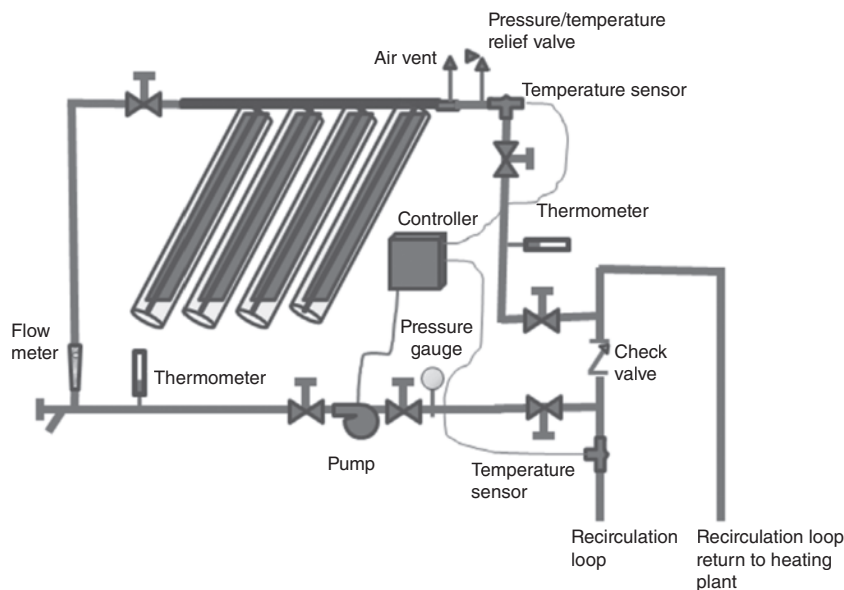 Pressure/temperature
relief valve
Air vent
Temperature sensor
Controller
Thermometer
Flow
meter
Pressure
gauge
Check
valve
Thermometer
Pump
Temperature
sensor
Recirculation
loop
Recirculation loop
return to heating
plant